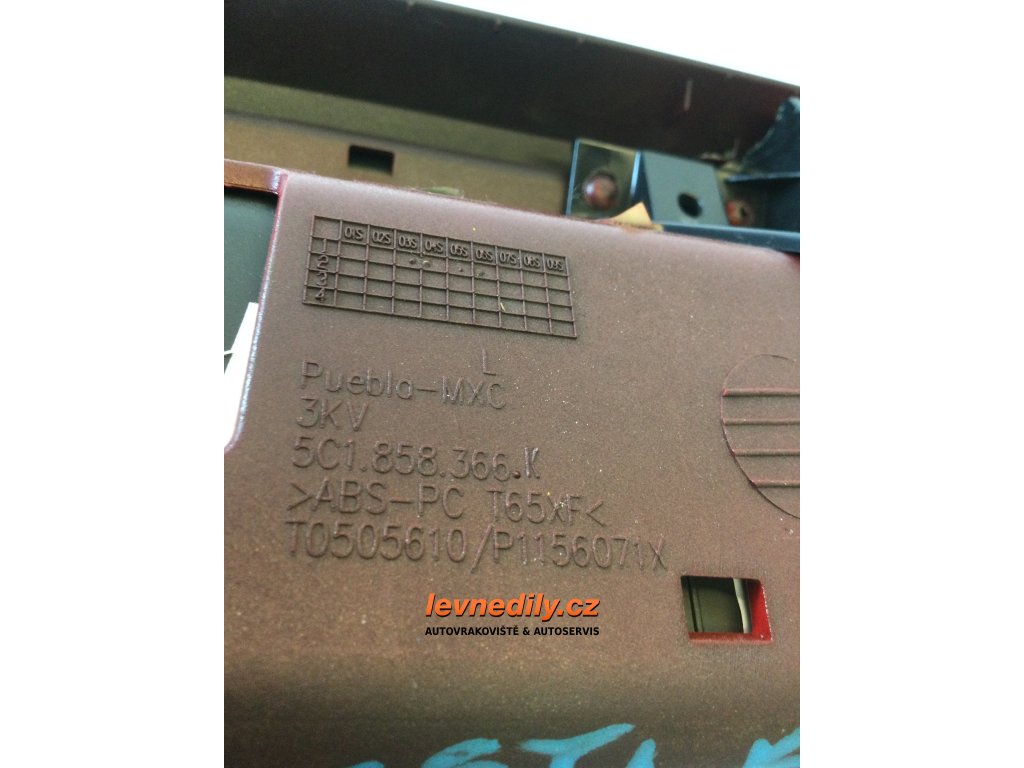 01S 02S 03S 04S 05S 06S 07S 08S 09S
1
2
3
4
L
Puebla-MXC
3KV
5C1.858.366.K
>ABS-PC T65XF<
T0505610/P1156071X
levnedily.cz
AUTOVRAKOVIŠTĚ & AUTOSERVIS